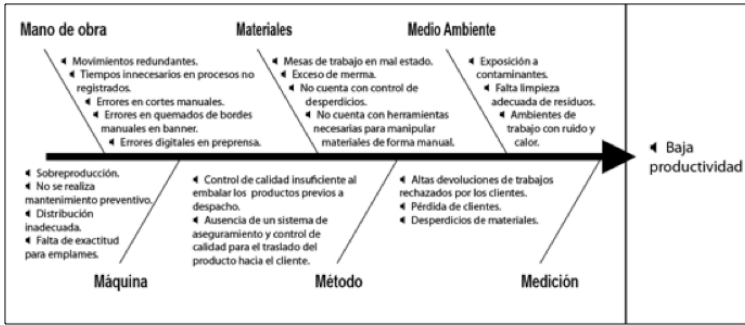 Mano de obra
Movimientos redundantes.
Tiempos innecesarios en procesos no
registrados.
Errores en cortes manuales.
Errores en quemados de bordes
manuales en banner.
Errores digitales en preprensa.
Materiales
Mesas de trabajo en mal estado.
Exceso de merma.
No cuenta con control de
desperdicios.
No cuenta con herramientas
necesarias para manipular
materiales de forma manual.
Medio Ambiente
Exposición a
contaminantes.
Falta limpieza
adecuada de residuos.
Ambientes de
trabajo con ruido y
calor.
Baja
productividad
Sobreproducción.
No se realiza
mantenimiento preventivo.
Distribución
inadecuada.
Falta de exactitud
para emplames.
Máquina
Control de calidad insuficiente al
embalar los productos previos a
despacho.
Ausencia de un sistema de
aseguramiento y control de
calidad para el traslado del
producto hacia el cliente.
Método
Altas devoluciones de trabajos
rechazados por los clientes.
Pérdida de clientes.
Desperdicios de materiales.
Medición